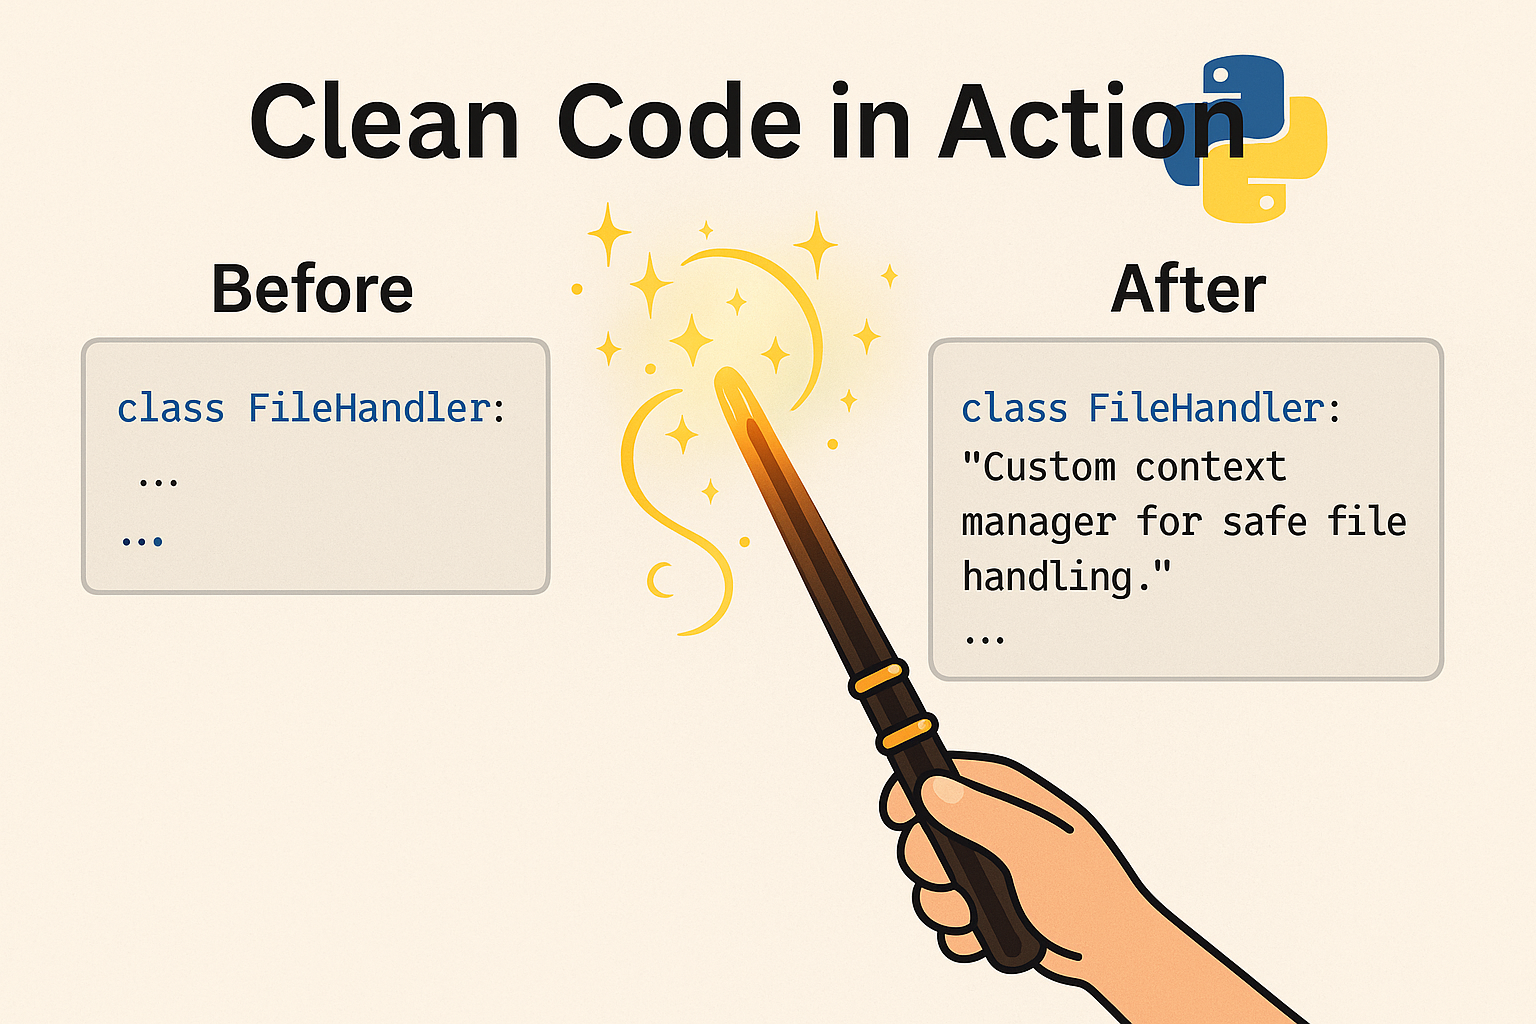 Clean Code in Action
Before
class FileHandler:
...
...
After
class FileHandler:
"Custom context
manager for safe file
handling."
...